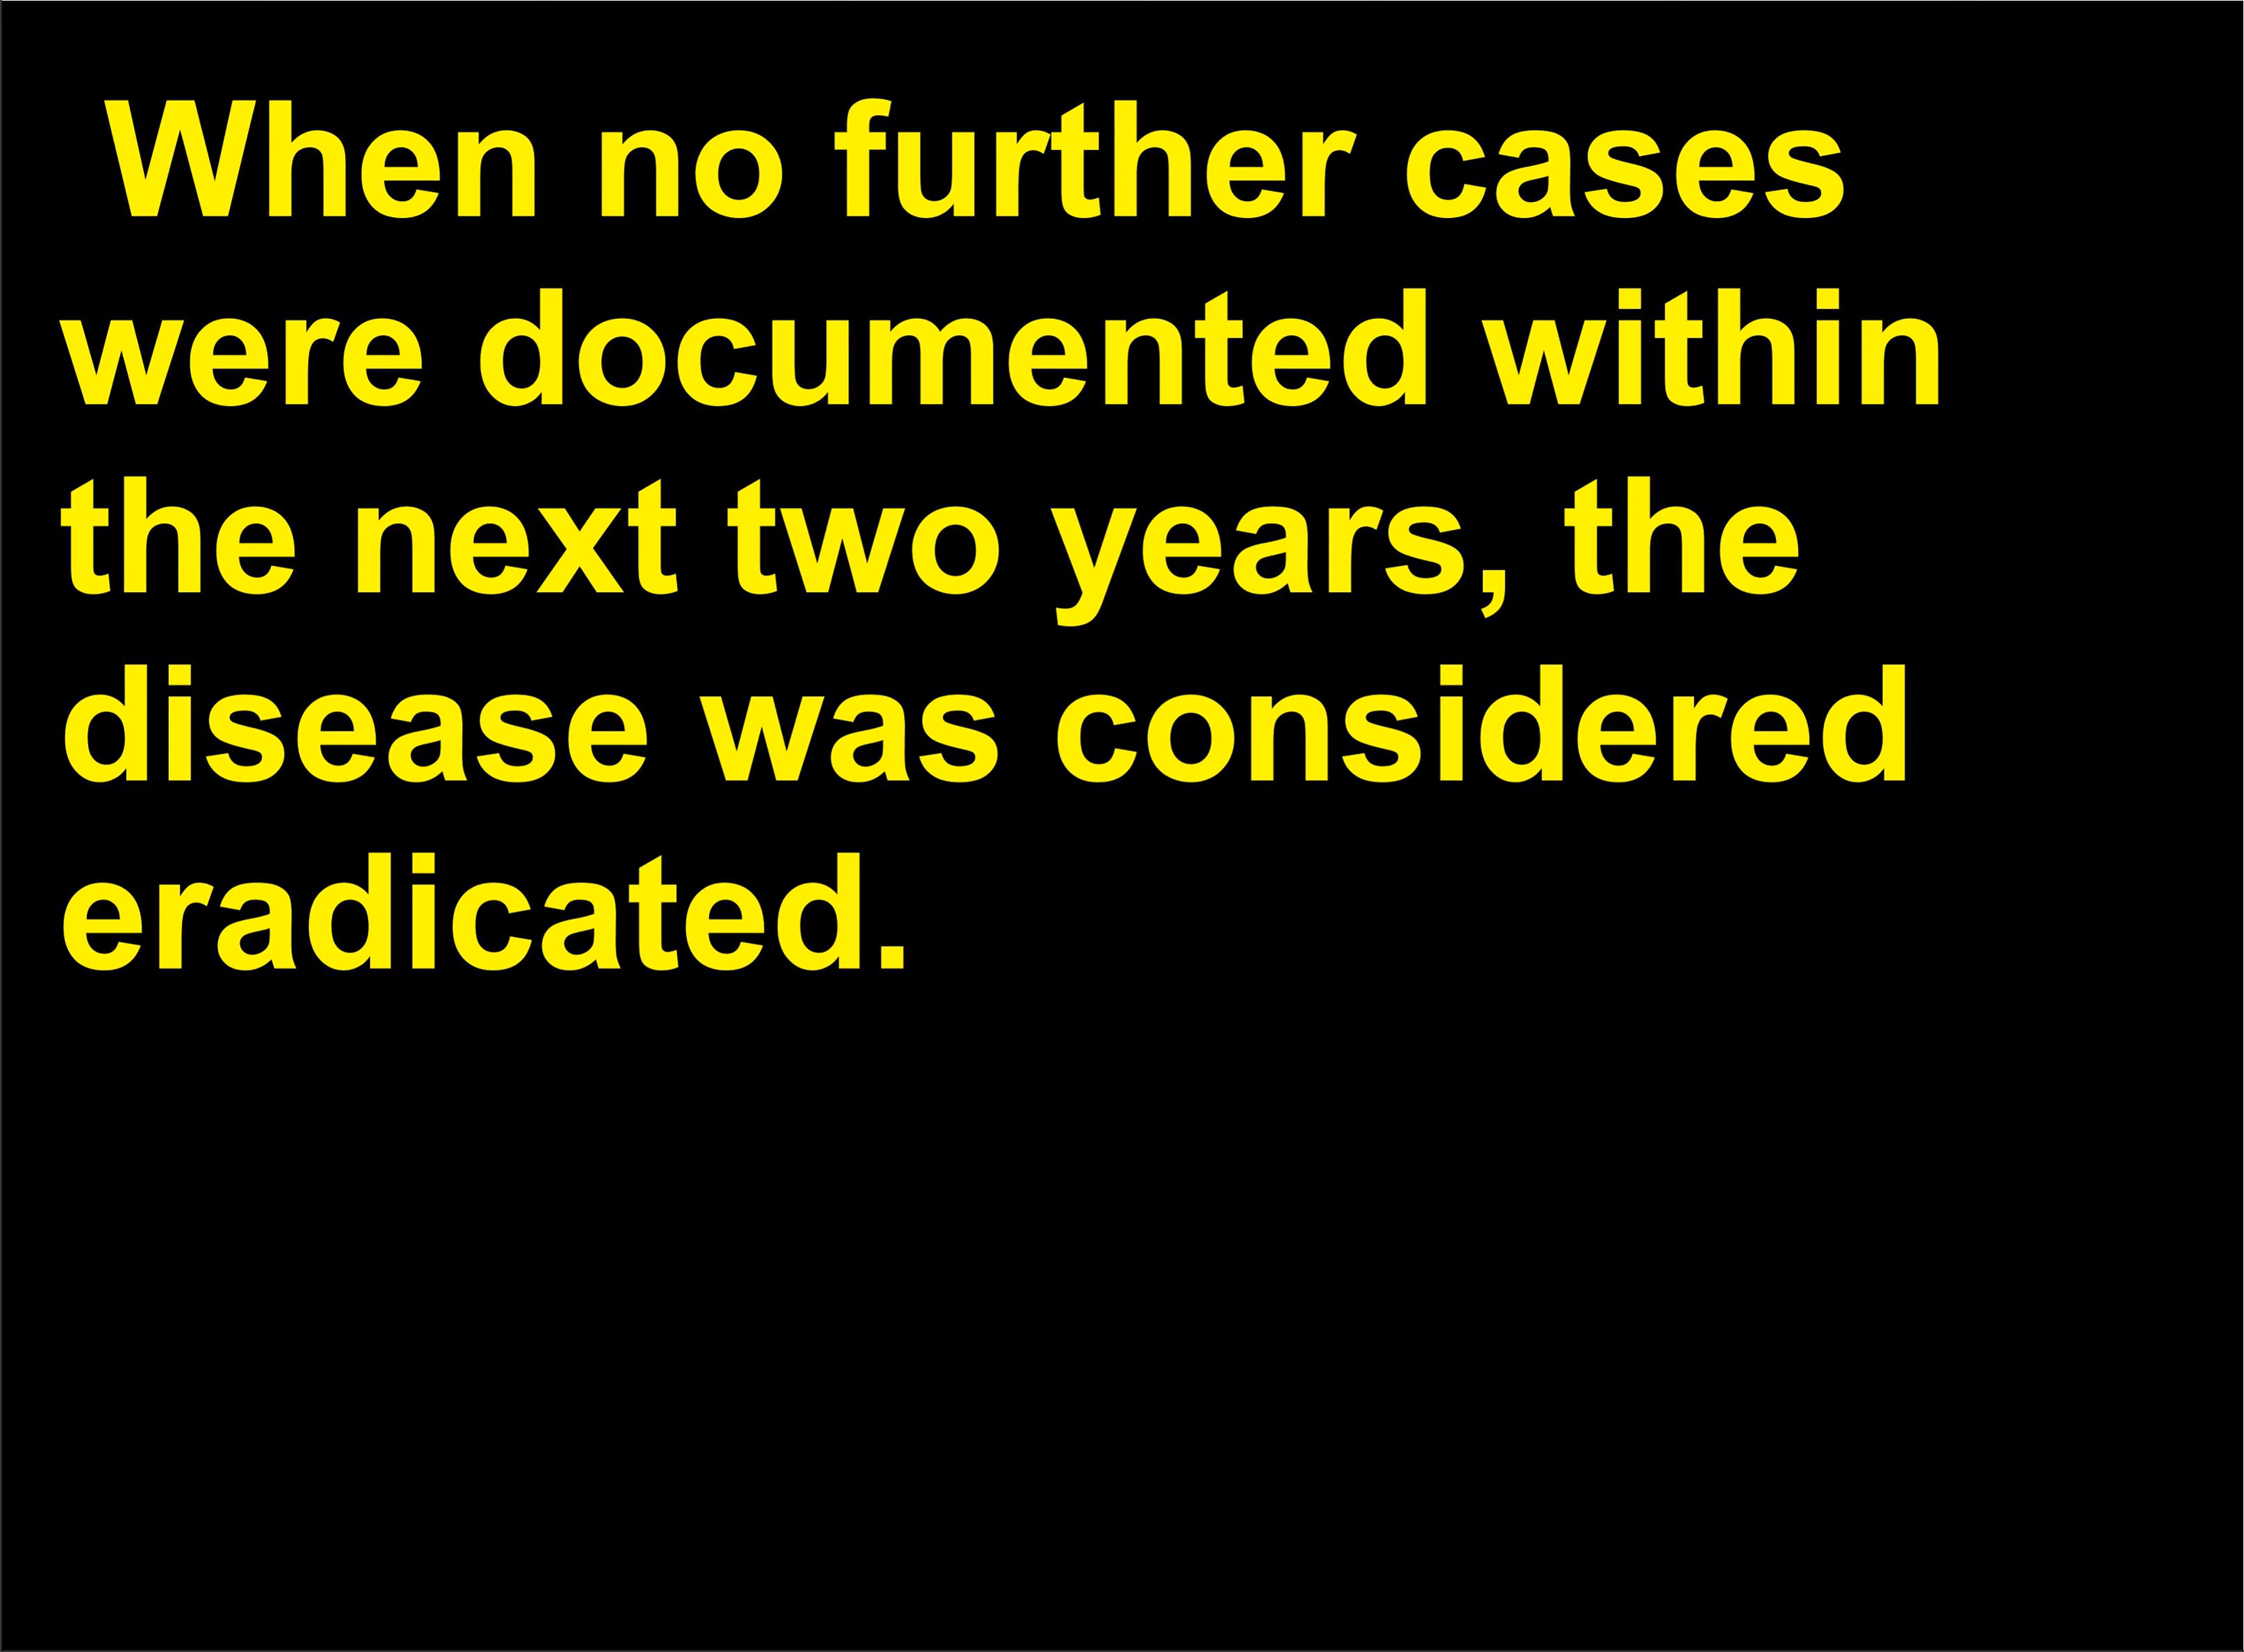 When no further cases
were documented within
the next two years, the
disease was considered
eradicated.